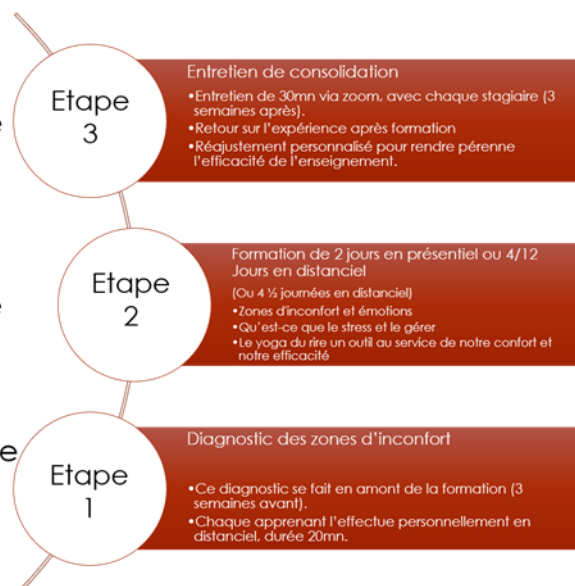 Etape
3
Entretien de consolidation
•Entretien de 30mn via zoom, avec chaque stagiaire (3
semaines après).
•Retour sur l'expérience après formation
•Réajustement personnalisé pour rendre pérenne
l'efficacité de l'enseignement.
Etape
2
Formation de 2 jours en présentiel ou 4/12
Jours en distanciel
(Ou 4 ½ journées en distanciel)
•Zones d'inconfort et émotions
•Qu'est-ce que le stress et le gérer
•Le yoga du rire un outil au service de notre confort et
notre efficacité
Etape
1
Diagnostic des zones d'inconfort
•Ce diagnostic se fait en amont de la formation (3
semaines avant).
•Chaque apprenant l'effectue personnellement en
distanciel, durée 20mn.